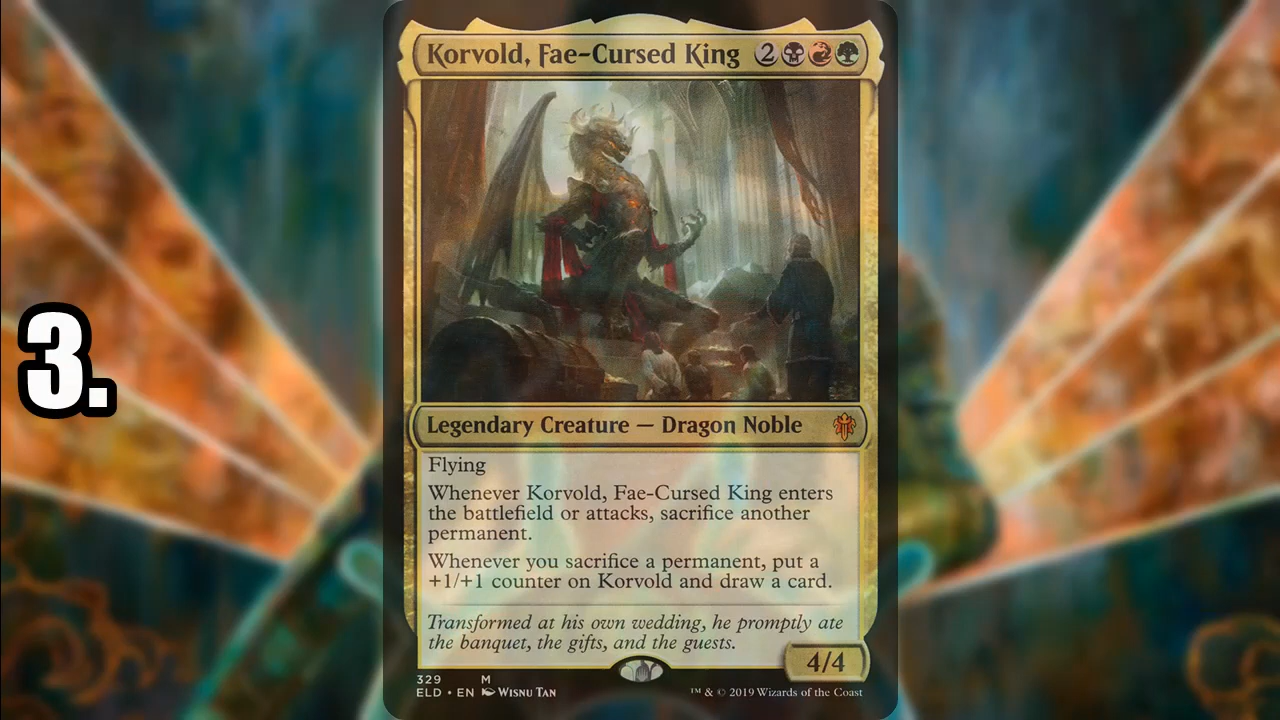 3.
Korvold, Fae-Cursed King 2
Legendary Creature — Dragon Noble
Flying
Whenever Korvold, Fae-Cursed King enters
the battlefield or attacks, sacrifice another
permanent.
Whenever you sacrifice a permanent, put a
+1/+1 counter on Korvold and draw a card.
Transformed at his own wedding, he promptly ate
the banquet, the gifts, and the guests.
4/4
329 M
ELD • EN Wisnu Tan
™ & © 2019 Wizards of the Coast